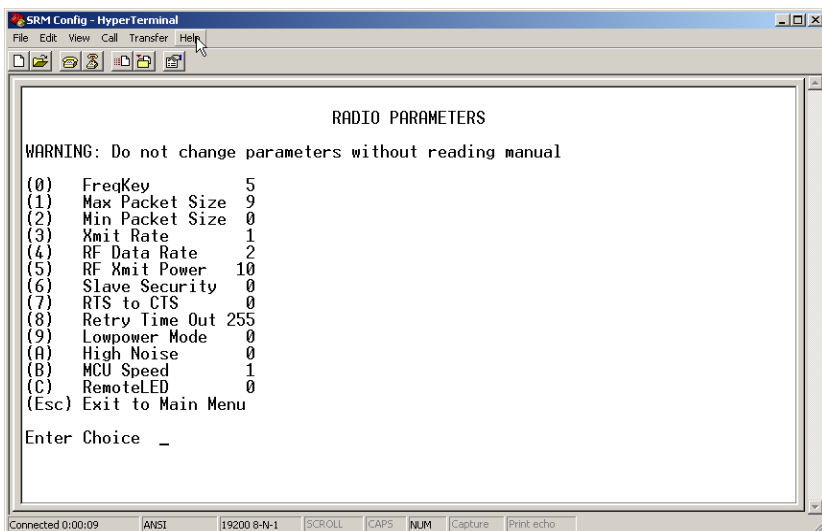 SRM Config - HyperTerminal
File Edit View Call Transfer Help
RADIO PARAMETERS
WARNING: Do not change parameters without reading manual
(0) FreqKey 5
(1) Max Packet Size 9
(2) Min Packet Size 0
(3) Xmit Rate 1
(4) RF Data Rate 2
(5) RF Xmit Power 10
(6) Slave Security 0
(7) RTS to CTS 0
(8) Retry Time Out 255
(9) Lowpower Mode 0
(A) High Noise 0
(B) MCU Speed 1
(C) RemoteLED 0
(Esc) Exit to Main Menu
Enter Choice _
Connected 0:00:09 ANSI 19200 8-N-1 SCROLL CAPS NUM Capture Print echo